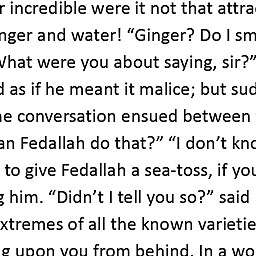 r incredible were it not that attra
nger and water! “Ginger? Do I sm
What were you about saying, sir?”
d as if he meant it malice; but sud
e conversation ensued between
an Fedallah do that?” “I don’t kno
to give Fedallah a sea-toss, if you
g him. “Didn’t I tell you so?” said
xtremes of all the known varietie
g upon you from behind. In a wo